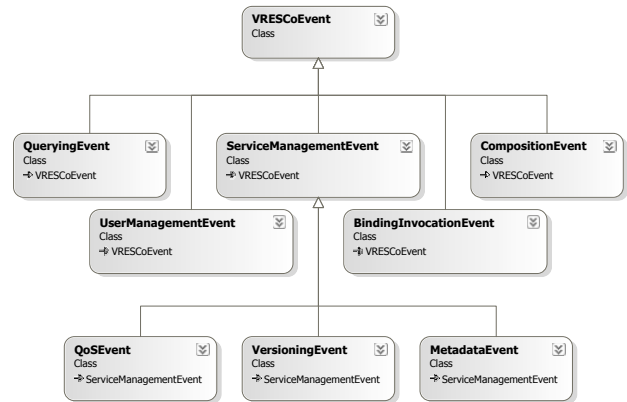 VRESCoEvent
Class
QueryingEvent
Class
VRESCoEvent
ServiceManagementEvent
Class
VRESCoEvent
CompositionEvent
Class
VRESCoEvent
UserManagementEvent
Class
VRESCoEvent
BindingInvocationEvent
Class
VRESCoEvent
QoSEvent
Class
ServiceManagementEvent
VersioningEvent
Class
ServiceManagementEvent
MetadataEvent
Class
ServiceManagementEvent